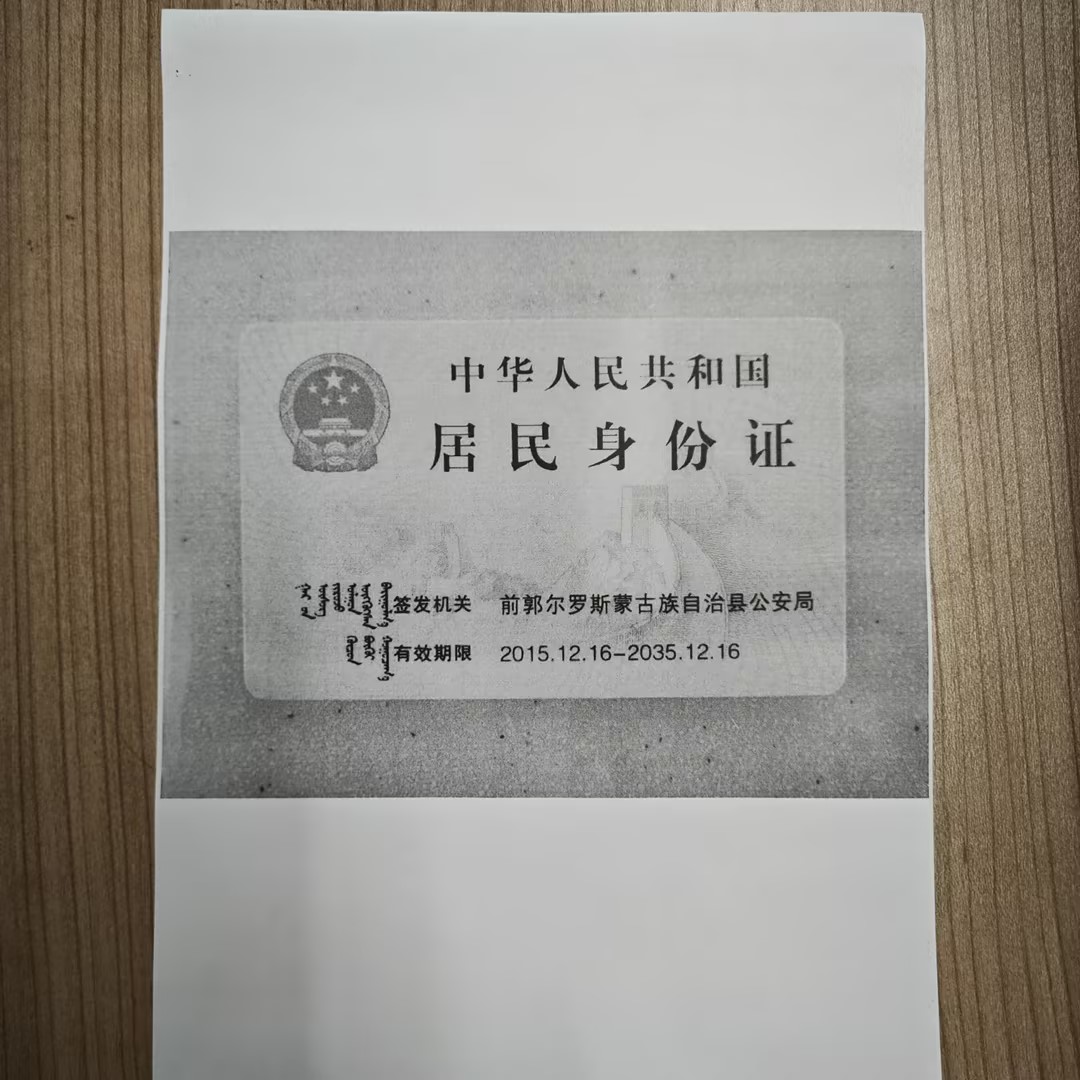 中华人民共和国
居民身份证
签发机关 前郭尔罗斯蒙古族自治县公安局
有效期限 2015.12.16-2035.12.16